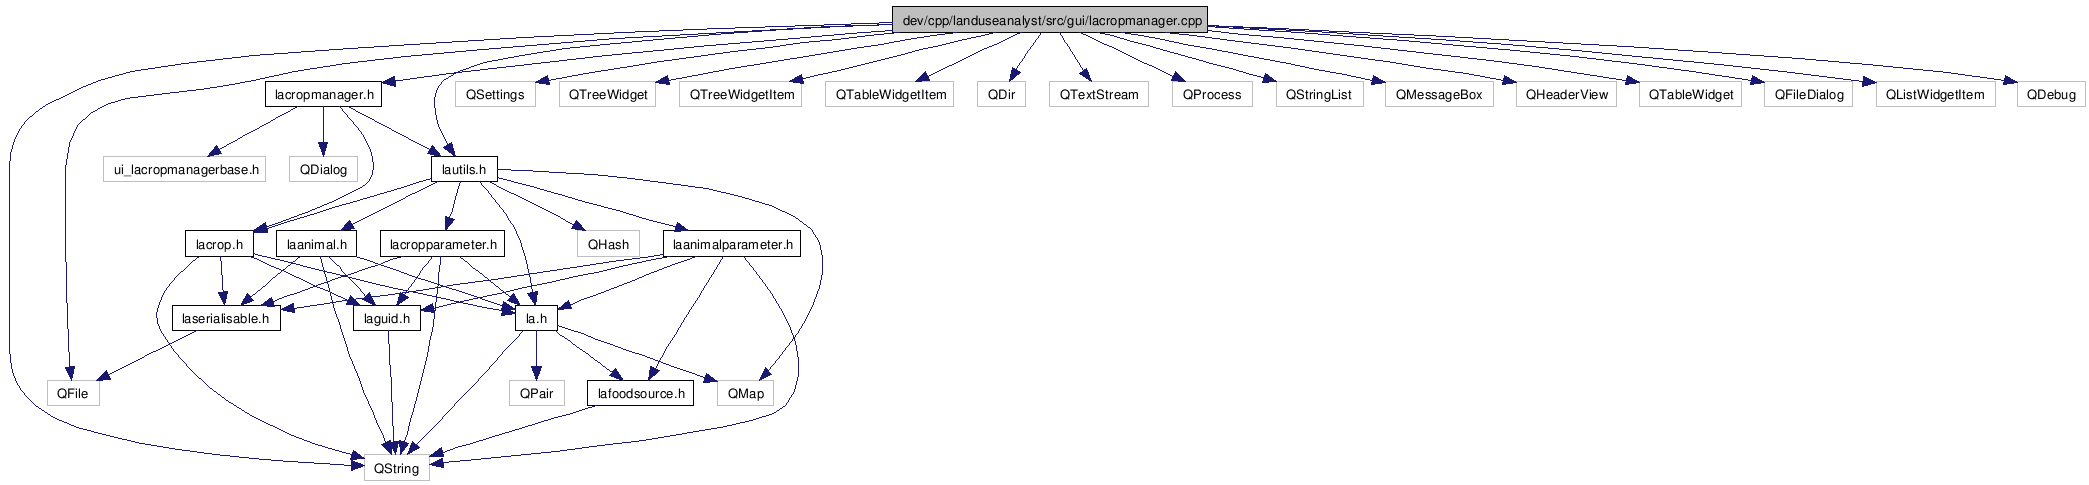 dev/cpp/landuseanalyst/src/gui/lacropmanager.cpp
lacropmanager.h
QSettings
QTreeWidget
QTreeWidgetItem
QTableWidgetItem
QDir
QTextStream
QProcess
QStringList
QMessageBox
QHeaderView
QTableWidget
QFileDialog
QListWidgetItem
QDebug
ui_lacropmanagerbase.h
QDialog
lautils.h
lacrop.h
laanimal.h
lacropparameter.h
QHash
laanimalparameter.h
laserialisable.h
laguid.h
la.h
QFile
QPair
lafoodsource.h
QMap
QString